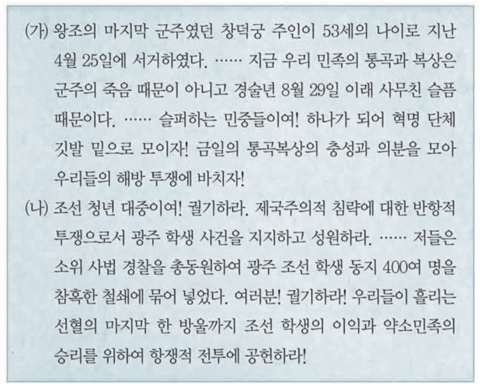 (가) 왕조의 마지막 군주였던 창덕궁 주인이 53세의 나이로 지난
4월 25일에 서거하였다. …… 지금 우리 민족의 통곡과 복상은
군주의 죽음 때문이 아니고 경술년 8월 29일 이래 사무친 슬픔
때문이다. …… 슬퍼하는 민중들이여! 하나가 되어 혁명 단체
깃발 밑으로 모이자! 금일의 통곡복상의 충성과 의분을 모아
우리들의 해방 투쟁에 바치자!
(나) 조선 청년 대중이여! 궐기하라. 제국주의적 침략에 대한 반항적
투쟁으로서 광주 학생 사건을 지지하고 성원하라. …… 저들은
소위 사법 경찰을 총동원하여 광주 조선 학생 동지 400여 명을
참혹한 철쇄에 묶어 넣었다. 여러분! 궐기하라! 우리들이 흘리는
선혈의 마지막 한 방울까지 조선 학생의 이익과 약소민족의
승리를 위하여 항쟁적 전투에 공헌하라!